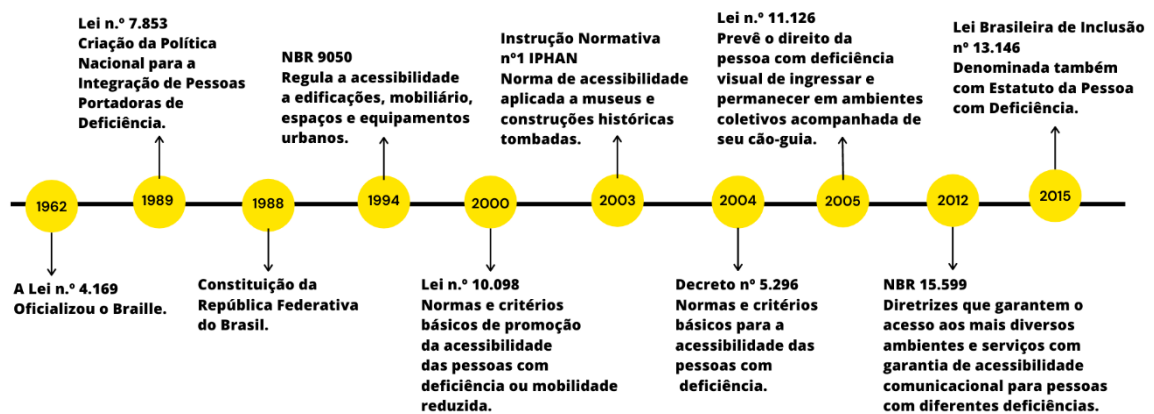 Lei n.º 7.853
Criação da Política
Nacional para a
Integração de Pessoas
Portadoras de
Deficiência.
NBR 9050
Regula a acessibilidade
a edificações, mobiliário,
espaços e equipamentos
urbanos.
Instrução Normativa
nº1 IPHAN
Norma de acessibilidade
aplicada a museus e
construções históricas
tombadas.
Lei n.º 11.126
Prevê o direito da
pessoa com deficiência
visual de ingressar e
permanecer em ambientes
coletivos acompanhada de
seu cão-guia.
Lei Brasileira de Inclusão
nº 13.146
Denominada também
com Estatuto da Pessoa
com Deficiência.
1962
1989
1988
1994
2000
2003
2004
2005
2012
2015
A Lei n.º 4.169
Oficializou o Braille.
Constituição da
República Federativa
do Brasil.
Lei n.º 10.098
Normas e critérios
básicos de promoção
da acessibilidade
das pessoas com
deficiência ou mobilidade
reduzida.
Decreto nº 5.296
Normas e critérios
básicos para a
acessibilidade das
pessoas com
deficiência.
NBR 15.599
Diretrizes que garantem o
acesso aos mais diversos
ambientes e serviços com
garantia de acessibilidade
comunicacional para pessoas
com diferentes deficiências.